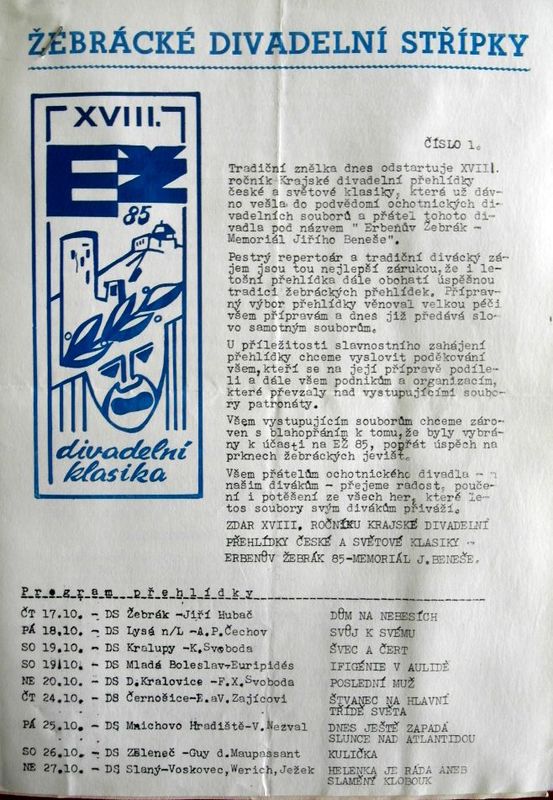 ŽEBRÁCKÉ DIVADELNÍ STŘÍPKY
XVIII.
EŽ
85
divadelní
klasika
ČÍSLO 1.
Tradiční znělka dnes odstartuje XVIII.
ročník Krajské divadelní přehlídky
české a světové klasiky, která už dáv-
no vešla do podvědomí ochotnických di-
vadelních souborů a přátel tohoto di-
vadla pod názvem " Erbenův Žebrák -
Memoriál Jiřího Beneše".
Pestrý repertoár a tradiční divácký zá-
jem jsou tou nejlepší zárukou,že i le-
tošní přehlídka dále obohatí úspěšnou
tradici žebráckých přehlídek. Příprav-
ný výbor přehlídky věnoval velkou péči
všem přípravám a dnes již předává slo-
vo samotným souborům.
U příležitosti slavnostního zahájení
přehlídky chceme vyslovit poděkování
všem,kteří se na její přípravě podíle-
li a dále všem podnikům a organizacím,
které převzaly nad vystupujícími soubo-
ry patronáty.
Všem vystupujícím souborům chceme záro-
ven s blahopřáním k tomu,že byly vybrá-
ny k účasti na EŽ 85, popřát úspěch na
prknech žebráckých jevišť.
Všem přátelům ochotnického divadla -
našim divákům - přejeme radost, pouče-
ní i potěšení ze všech her, které le-
tos soubory svým divákům přiváží.
ZDAR XVIII. ROČNÍKU KRAJSKÉ DIVADELNÍ
PŘEHLÍDKY ČESKÉ A SVĚTOVÉ KLASIKY -
ERBENŮV ŽEBRÁK 85-MEMORIÁL J.BENEŠE.
Program přehlídky
ČT 17.10. - DS Žebrák -Jiří Hubač DŮM NA NEBESÍCH
PÁ 18.10. - DS Lysá n/L -A.P.Čechov SVŮJ K SVÉMU
SO 19.10. - DS Kralupy -K.Svoboda ŠVEC A ČERT
SO 19.10. - DS Mladá Boleslav-Euripidés IFIGÉNIE V AULIDĚ
NE 20.10. - DS D.Kralovice -F.X.Svoboda POSLEDNÍ MUŽ
ČT 24.10. - DS Černošice-E.aV.Zajícovi ŠTVANEC NA HLAVNÍ
TŘÍDĚ SVĚTA
PÁ 25.10. - DS Mnichovo Hradiště-V.Nezval DNES JEŠTĚ ZAPADÁ
SLUNCE NAD ATLANTIDOU
SO 26.10. - DS Zeleneč -Guy d.Maupassant KULIČKA
NE 27.10. - DS Slaný-Voskovec,Werich,Ježek HELENKA JE RÁDA ANEB
SLAMĚNÝ KLOBOUK